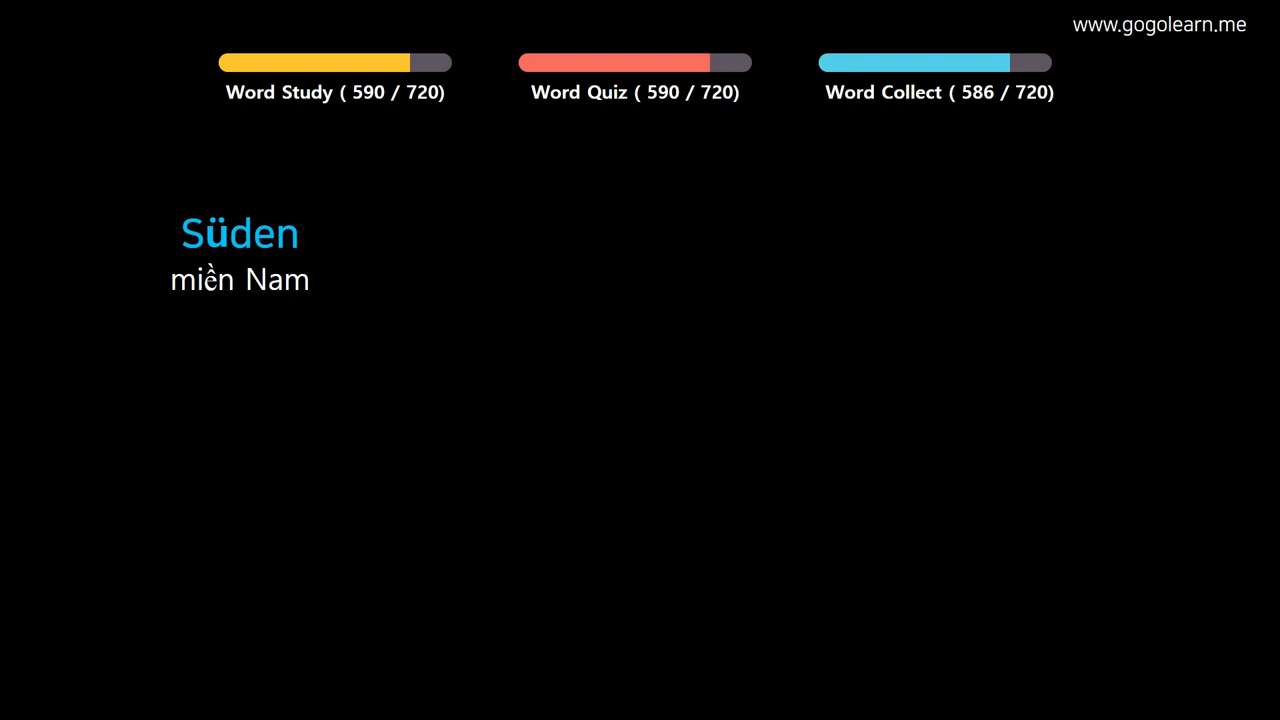 www.gogolearn.me
Word Study ( 590 / 720)
Word Quiz ( 590 / 720)
Word Collect ( 586 / 720)
Süden
miền Nam